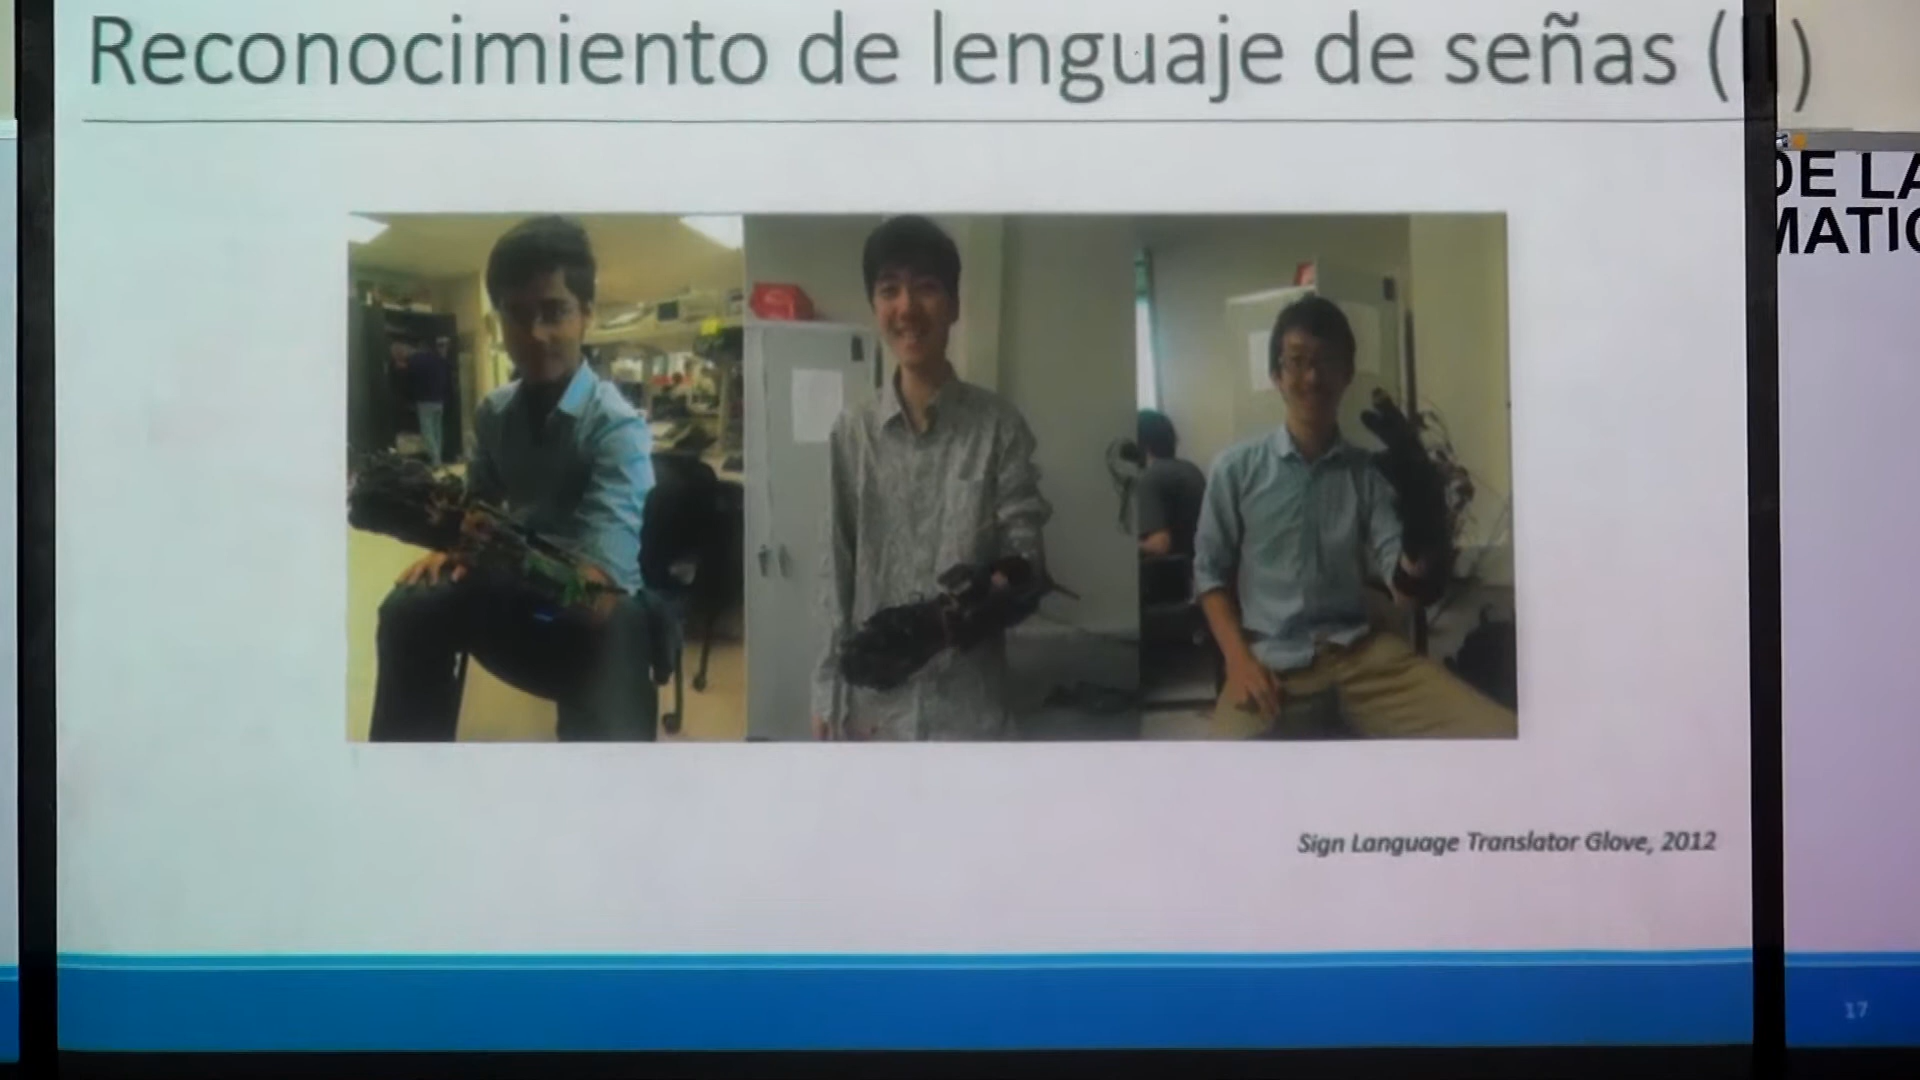 Reconocimiento de lenguaje de señas ( )
DE LA
MATIC
Sign Language Translator Glove, 2012
17